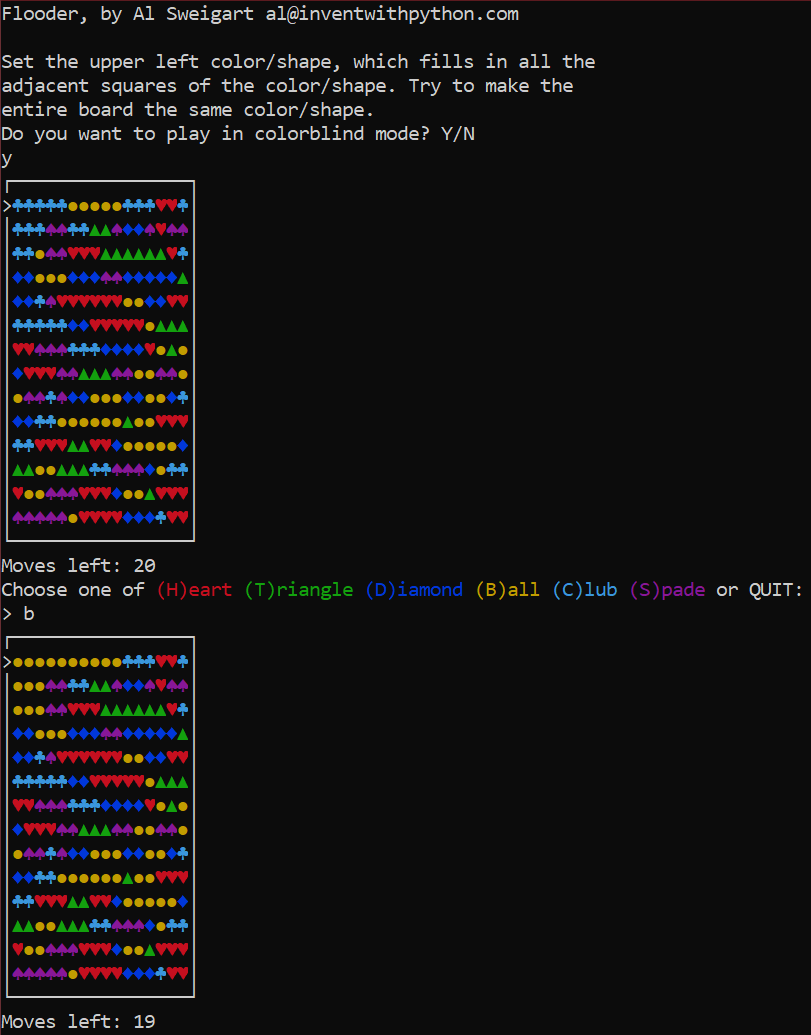 Flooder, by Al Sweigart al@inventwithpython.com
Set the upper left color/shape, which fills in all the
adjacent squares of the color/shape. Try to make the
entire board the same color/shape.
Do you want to play in colorblind mode? Y/N
y
>
Moves left: 20
Choose one of (H)eart (T)riangle (D)iamond (B)all (C)lub (S)pade or QUIT:
> b
>
Moves left: 19